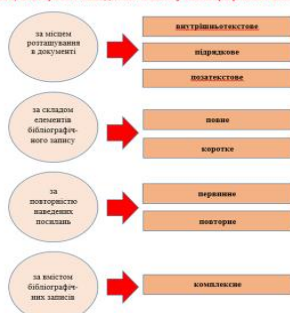 за місцем
розташування
в документі
внутрішньотекстове
підрядкове
позатекстове
за складом
елементів
бібліографіч-
ного запису
повне
коротке
за
повторністю
наведених
посилань
первинне
повторне
за вмістом
бібліографіч-
них записів
комплексне